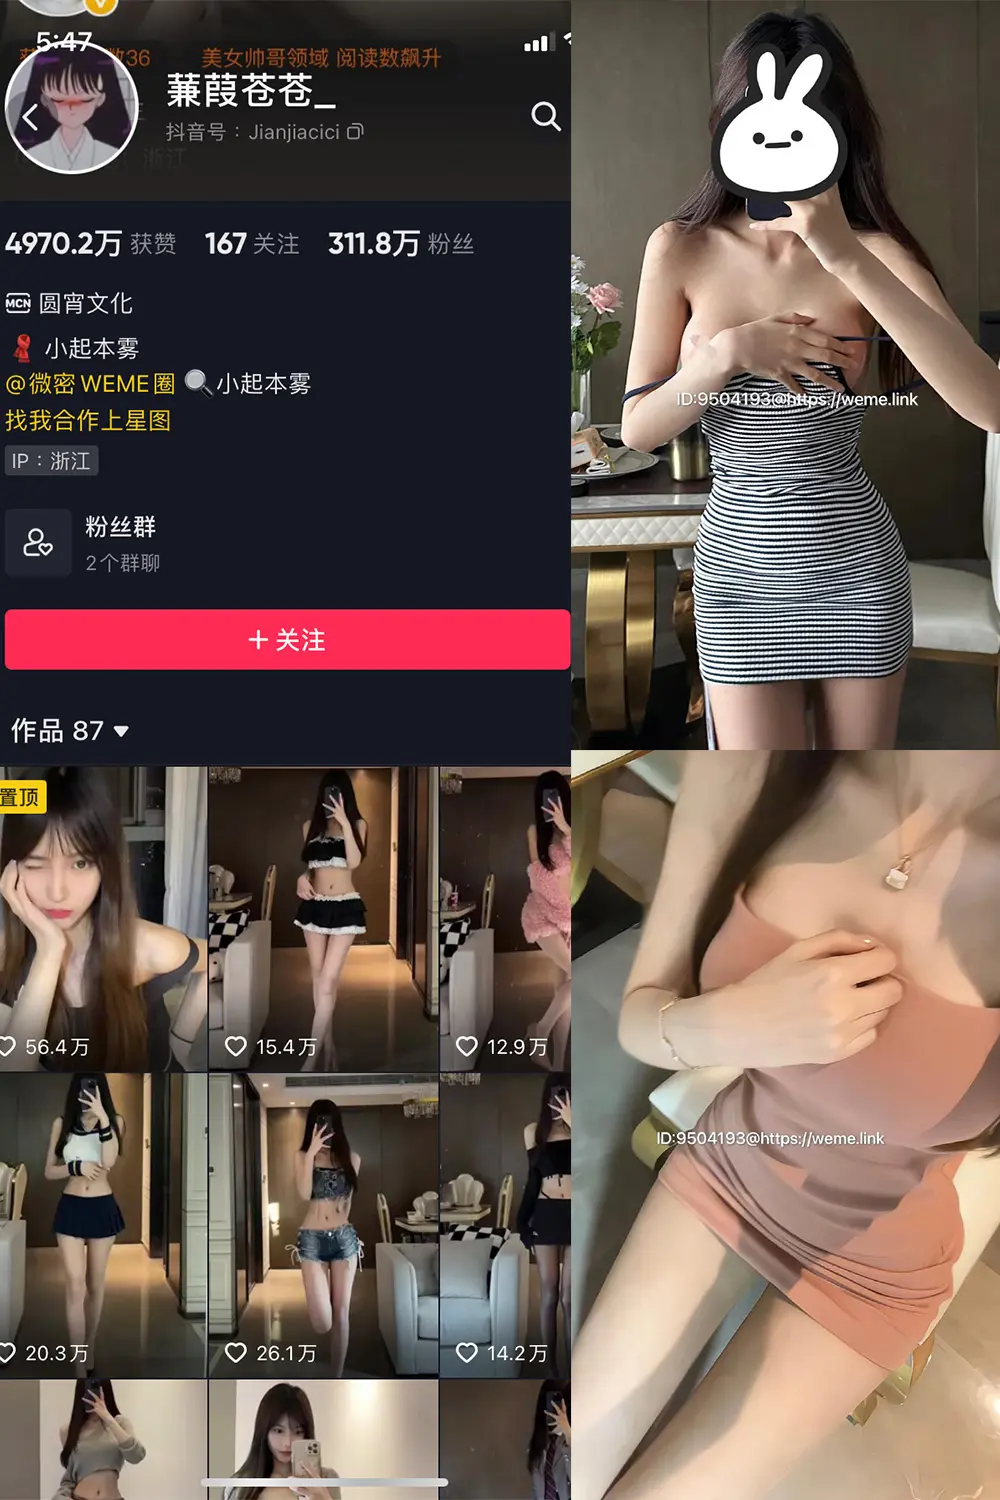 5:47
数36 美女帅哥领域 阅读数飙升
蒹葭苍苍_
抖音号：Jianjiacici
浙江
4970.2万 获赞 167 关注 311.8万 粉丝
MCN 圆宵文化
小起本雾
@微密 WEME圈 小起本雾
找我合作上星图
IP：浙江
粉丝群
2个群聊
+ 关注
作品 87
置顶
56.4万
15.4万
12.9万
20.3万
26.1万
14.2万
ID:9504193@https://weme.link
ID:9504193@https://weme.link